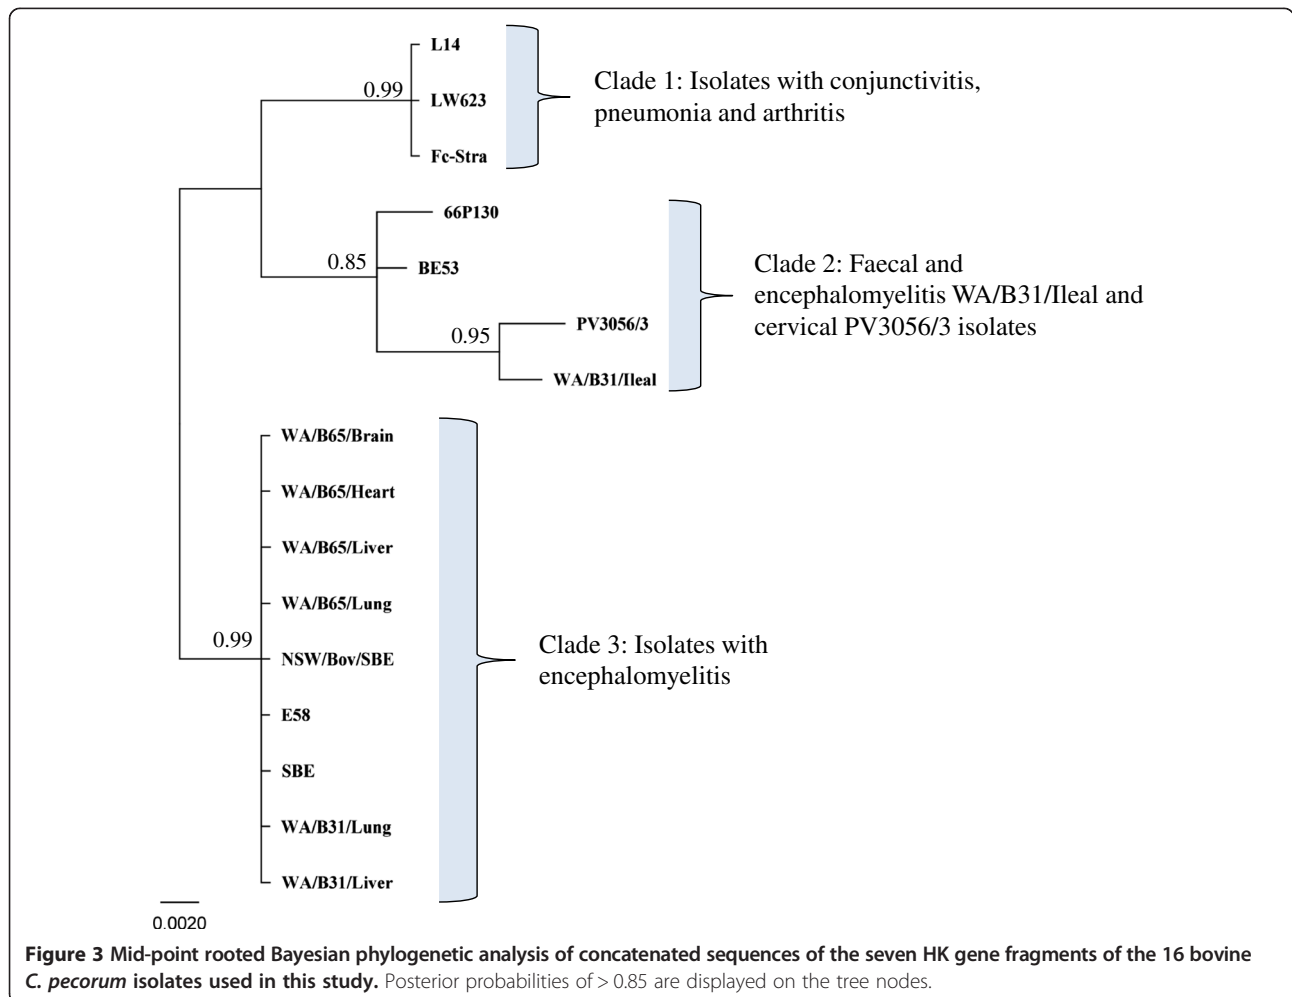 L14
0.99
LW623
Fc-Stra
Clade 1: Isolates with conjunctivitis,
pneumonia and arthritis
66P130
0.85
BE53
0.95
PV3056/3
WA/B31/Ileal
Clade 2: Faecal and
encephalomyelitis WA/B31/Ileal and
cervical PV3056/3 isolates
WA/B65/Brain
WA/B65/Heart
WA/B65/Liver
WA/B65/Lung
0.99
NSW/Bov/SBE
E58
SBE
WA/B31/Lung
WA/B31/Liver
Clade 3: Isolates with
encephalomyelitis
0.0020
Figure 3 Mid-point rooted Bayesian phylogenetic analysis of concatenated sequences of the seven HK gene fragments of the 16 bovine
C. pecorum isolates used in this study. Posterior probabilities of > 0.85 are displayed on the tree nodes.